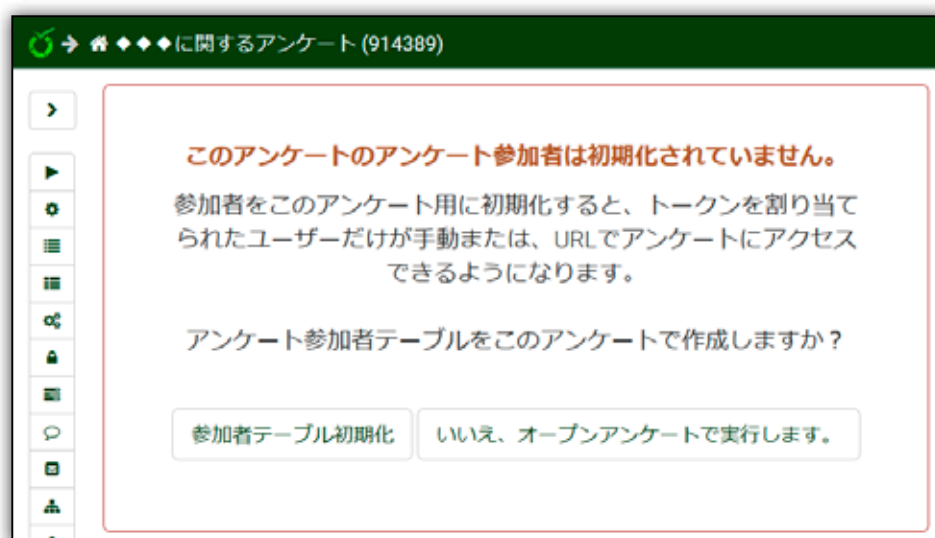 ◆◆◆に関するアンケート (914389)
このアンケートのアンケート参加者は初期化されていません。
参加者をこのアンケート用に初期化すると、トークンを割り当て
られたユーザーだけが手動または、URLでアンケートにアクセス
できるようになります。
アンケート参加者テーブルをこのアンケートで作成しますか？
参加者テーブル初期化
いいえ、オープンアンケートで実行します。